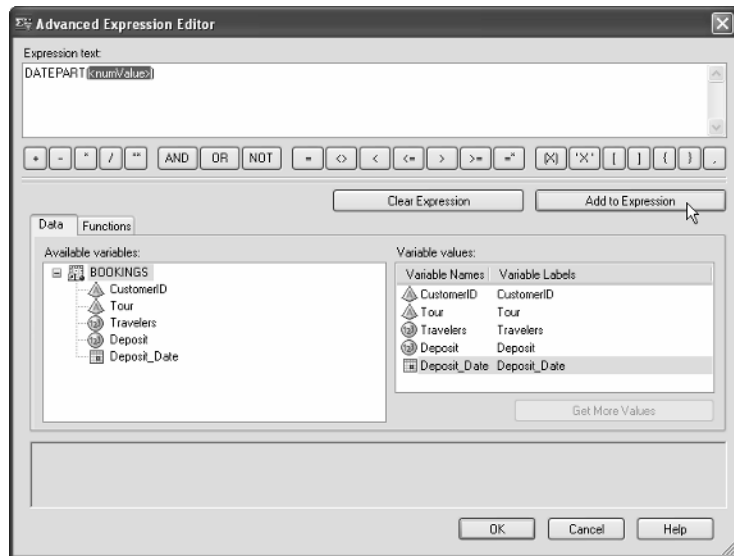 Advanced Expression Editor
Expression text:
DATEPART(<numValue>)
+ - * / ** AND OR NOT = <> < <= > >= =* (X) 'X' [ ] { } ,
Clear Expression Add to Expression
Data Functions
Available variables:
BOOKINGS
CustomerID
Tour
Travelers
Deposit
Deposit_Date
Variable values:
Variable Names Variable Labels
CustomerID CustomerID
Tour Tour
Travelers Travelers
Deposit Deposit
Deposit_Date Deposit_Date
Get More Values
OK Cancel Help